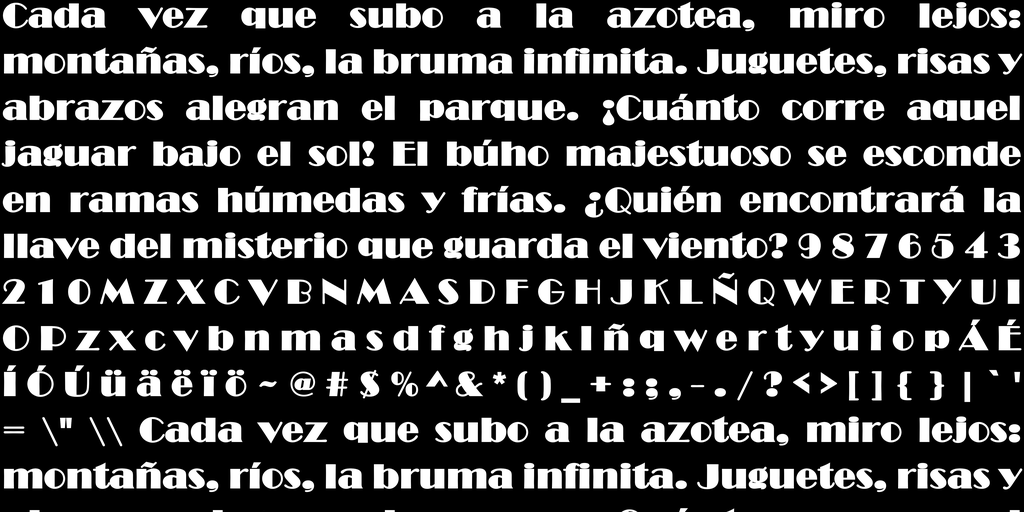 Cada vez que subo a la azotea, miro lejos:
montañas, ríos, la bruma infinita. Juguetes, risas y
abrazos alegran el parque. ¡Cuánto corre aquel
jaguar bajo el sol! El búho majestuoso se esconde
en ramas húmedas y frías. ¿Quién encontrará la
llave del misterio que guarda el viento? 9 8 7 6 5 4 3
2 1 0 M Z X C V B N M A S D F G H J K L Ñ Q W E R T Y U I
O P z x c v b n m a s d f g h j k l ñ q w e r t y u i o p Á É
Í Ó Ú ü ä ë ï ö ~ @ # $ % ^ & * ( ) _ + : ; , - . / ? < > [ ] { } | ` '
= \" \\ Cada vez que subo a la azotea, miro lejos:
montañas, ríos, la bruma infinita. Juguetes, risas y